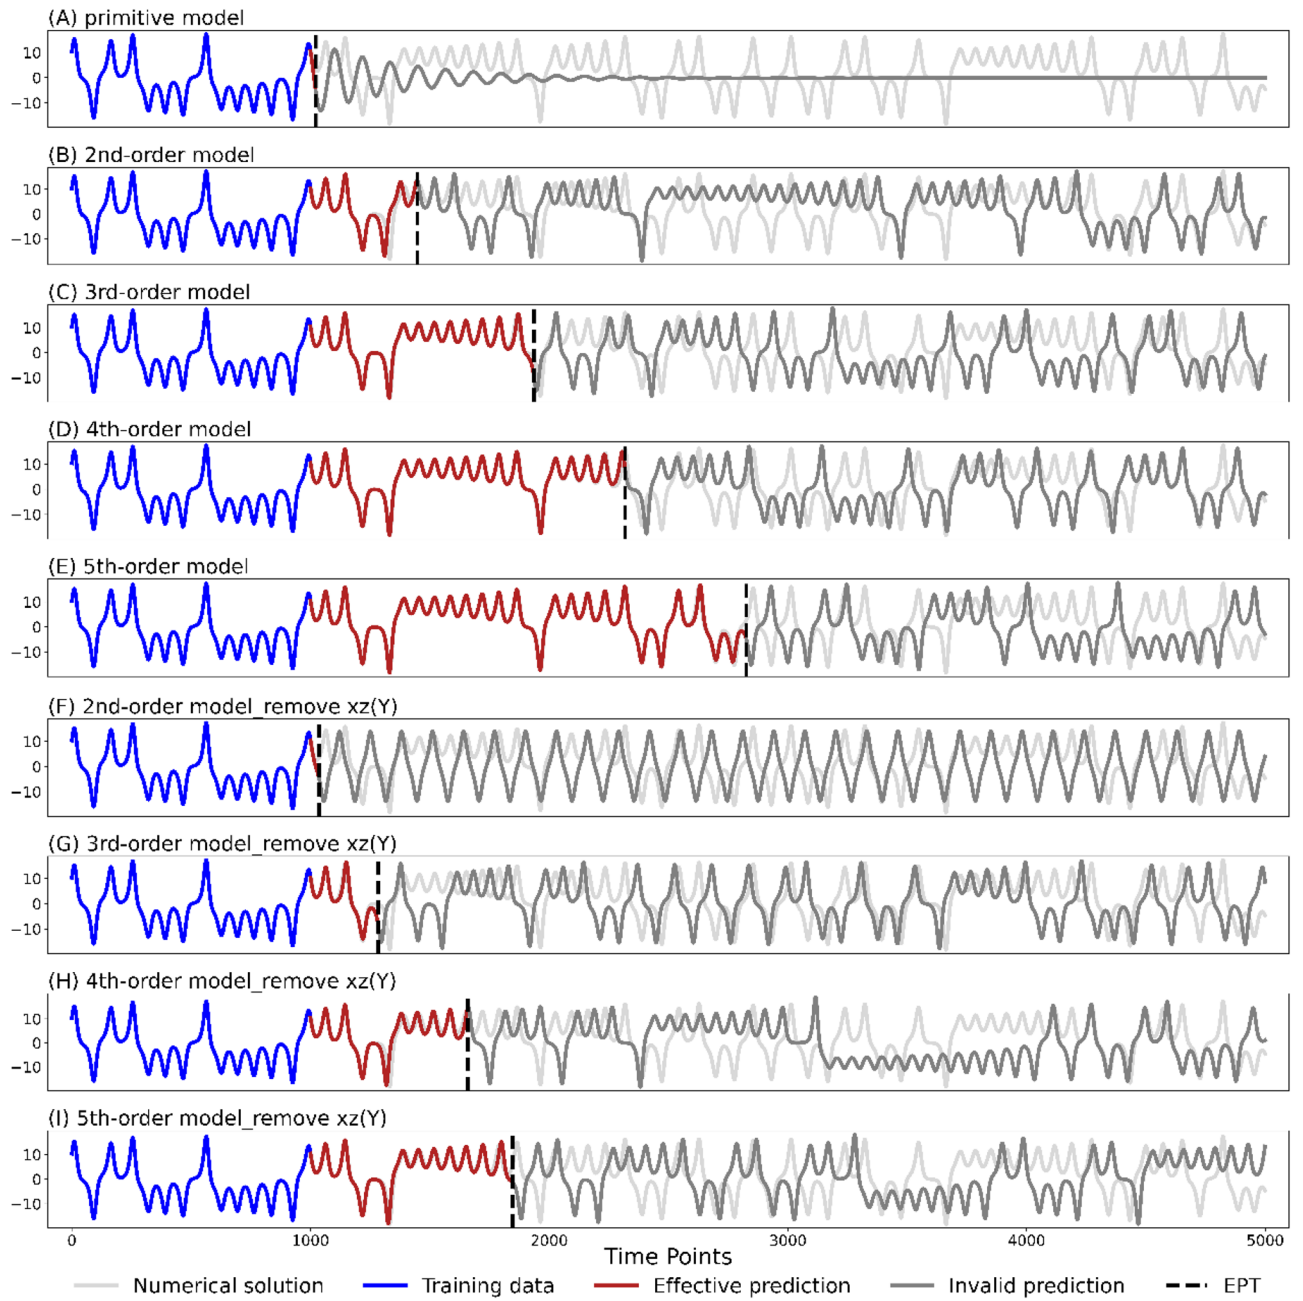 (A) primitive model
10
0
−10
(B) 2nd-order model
10
0
−10
(C) 3rd-order model
10
0
−10
(D) 4th-order model
10
0
−10
(E) 5th-order model
10
0
−10
(F) 2nd-order model_remove xz(Y)
10
0
−10
(G) 3rd-order model_remove xz(Y)
10
0
−10
(H) 4th-order model_remove xz(Y)
10
0
−10
(I) 5th-order model_remove xz(Y)
10
0
−10
0 1000 2000 3000 4000 5000
Time Points
Numerical solution Training data Effective prediction Invalid prediction EPT